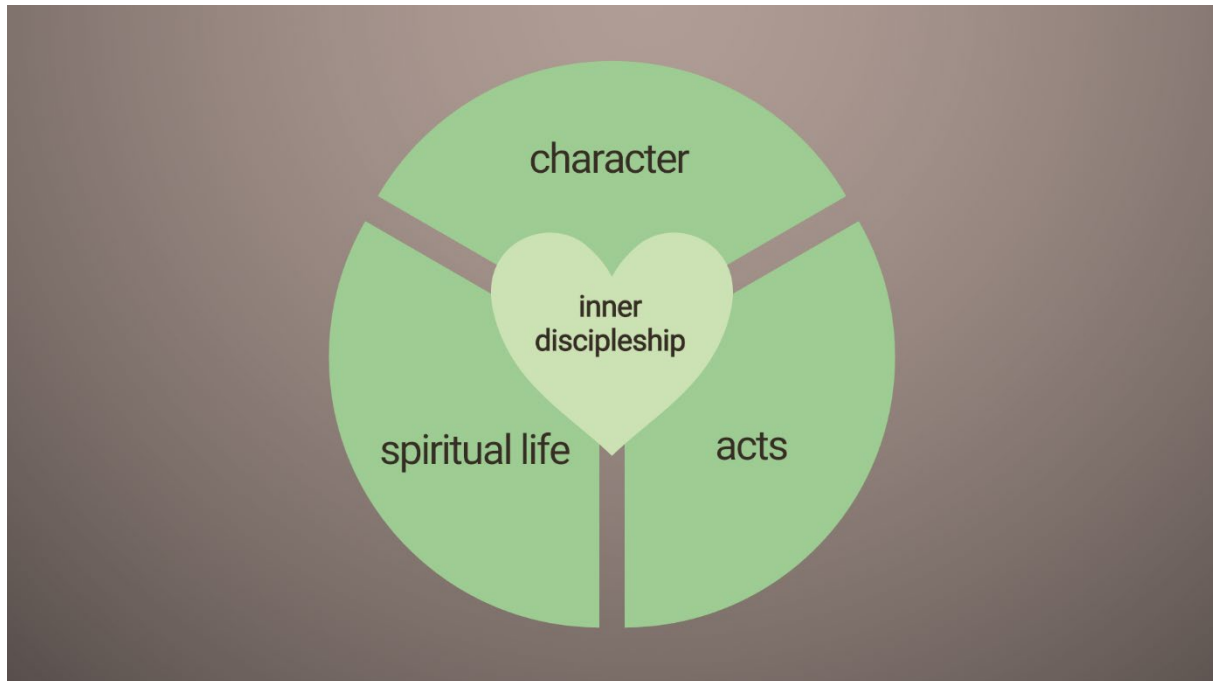 character
inner
discipleship
spiritual life
acts